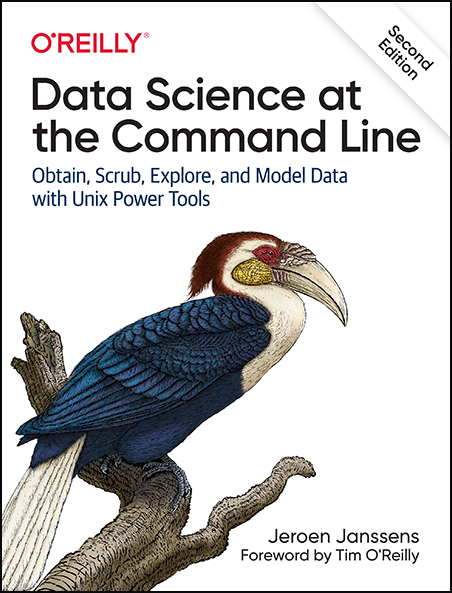 O'REILLY®
Second
Edition
Data Science at
the Command Line
Obtain, Scrub, Explore, and Model Data
with Unix Power Tools
Jeroen Janssens
Foreword by Tim O'Reilly